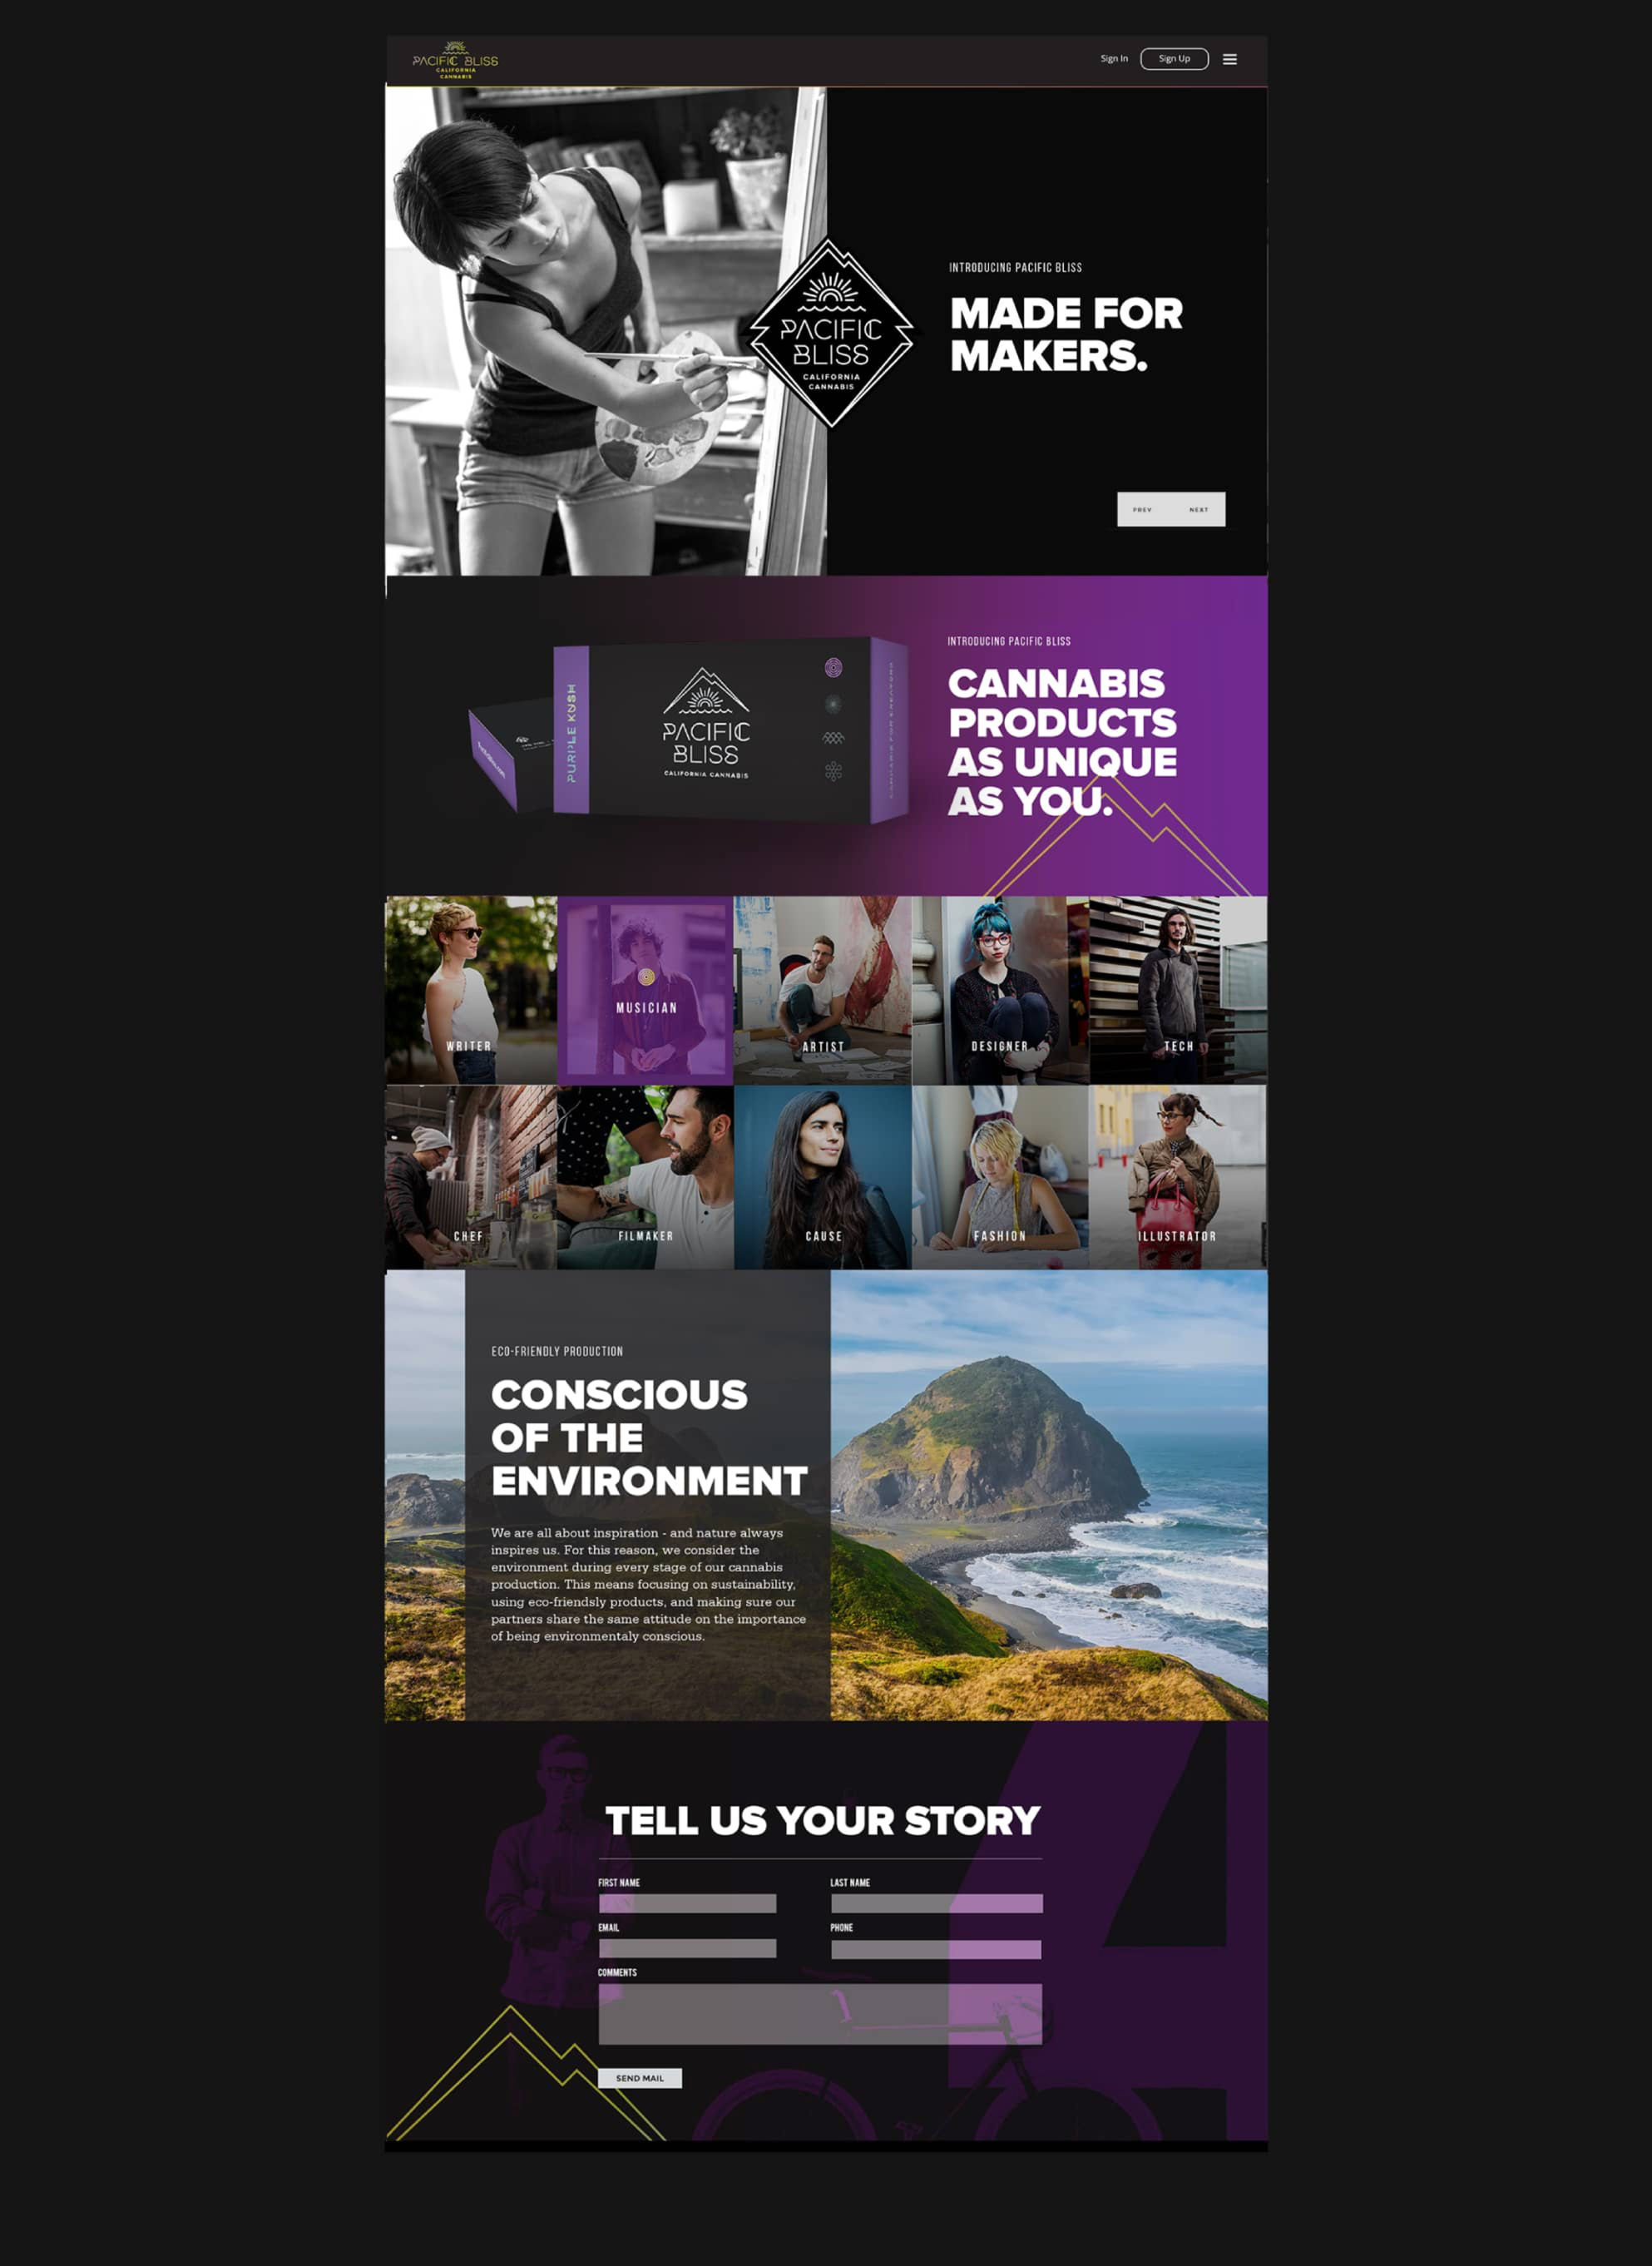 PACIFIC BLISS
CALIFORNIA
CANNABIS
Sign In
Sign Up
INTRODUCING PACIFIC BLISS
MADE FOR
MAKERS.
PACIFIC
BLISS
CALIFORNIA
CANNABIS
PREV NEXT
INTRODUCING PACIFIC BLISS
CANNABIS
PRODUCTS
AS UNIQUE
AS YOU.
PURPLE KUSH
PACIFIC
BLISS
CALIFORNIA CANNABIS
WRITER
MUSICIAN
ARTIST
DESIGNER
TECH
CHEF
FILMAKER
CAUSE
FASHION
ILLUSTRATOR
ECO-FRIENDLY PRODUCTION
CONSCIOUS
OF THE
ENVIRONMENT
We are all about inspiration - and nature always
inspires us. For this reason, we consider the
environment during every stage of our cannabis
production. This means focusing on sustainability,
using eco-friendsly products, and making sure our
partners share the same attitude on the importance
of being environmentaly conscious.
TELL US YOUR STORY
FIRST NAME
LAST NAME
EMAIL
PHONE
COMMENTS
SEND MAIL